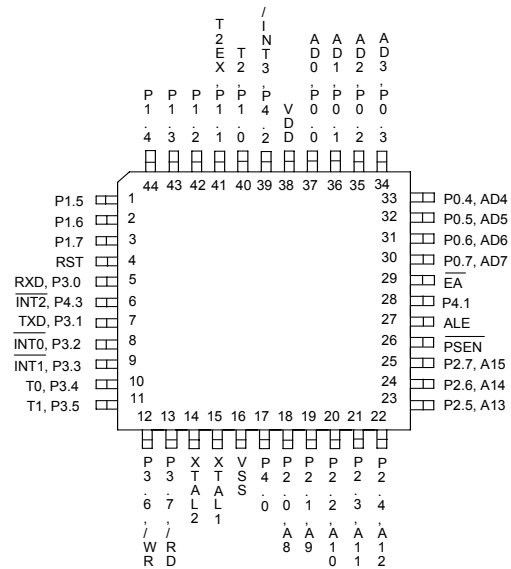 T2EX, P1.1
T2, P1.0
/INT3, P4.2
VDD
AD0, P0.0
AD1, P0.1
AD2, P0.2
AD3, P0.3
P1.4
P1.3
P1.2
44 43 42 41 40 39 38 37 36 35 34
P1.5 1
P1.6 2
P1.7 3
RST 4
RXD, P3.0 5
INT2, P4.3 6
TXD, P3.1 7
INT0, P3.2 8
INT1, P3.3 9
T0, P3.4 10
T1, P3.5 11
33 P0.4, AD4
32 P0.5, AD5
31 P0.6, AD6
30 P0.7, AD7
29 EA
28 P4.1
27 ALE
26 PSEN
25 P2.7, A15
24 P2.6, A14
23 P2.5, A13
12 13 14 15 16 17 18 19 20 21 22
P3.6, /WR
P3.7, /RD
XTAL2
XTAL1
VSS
P4.0
P2.0, A8
P2.1, A9
P2.2, A10
P2.3, A11
P2.4, A12